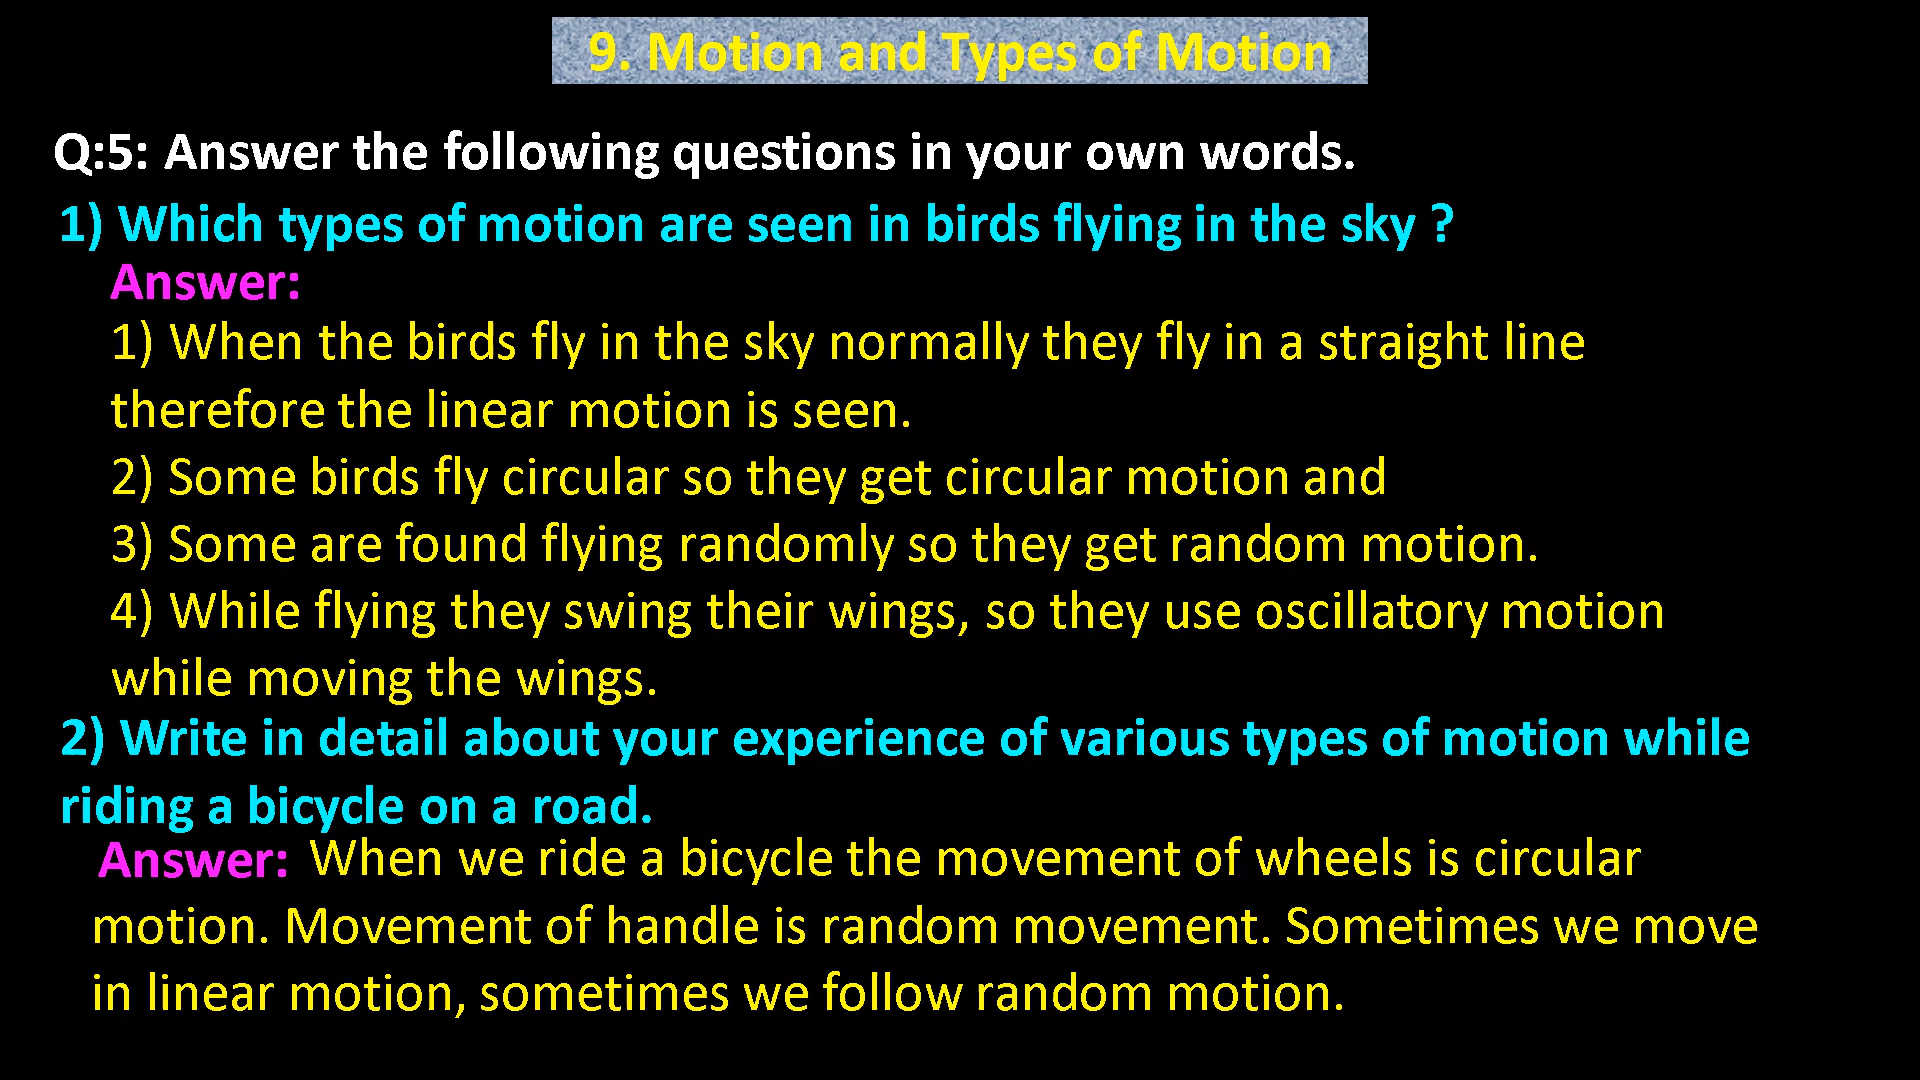 9. Motion and Types of Motion
Q:5: Answer the following questions in your own words.
1) Which types of motion are seen in birds flying in the sky ?
Answer:
1) When the birds fly in the sky normally they fly in a straight line
therefore the linear motion is seen.
2) Some birds fly circular so they get circular motion and
3) Some are found flying randomly so they get random motion.
4) While flying they swing their wings, so they use oscillatory motion
while moving the wings.
2) Write in detail about your experience of various types of motion while
riding a bicycle on a road.
Answer: When we ride a bicycle the movement of wheels is circular
motion. Movement of handle is random movement. Sometimes we move
in linear motion, sometimes we follow random motion.